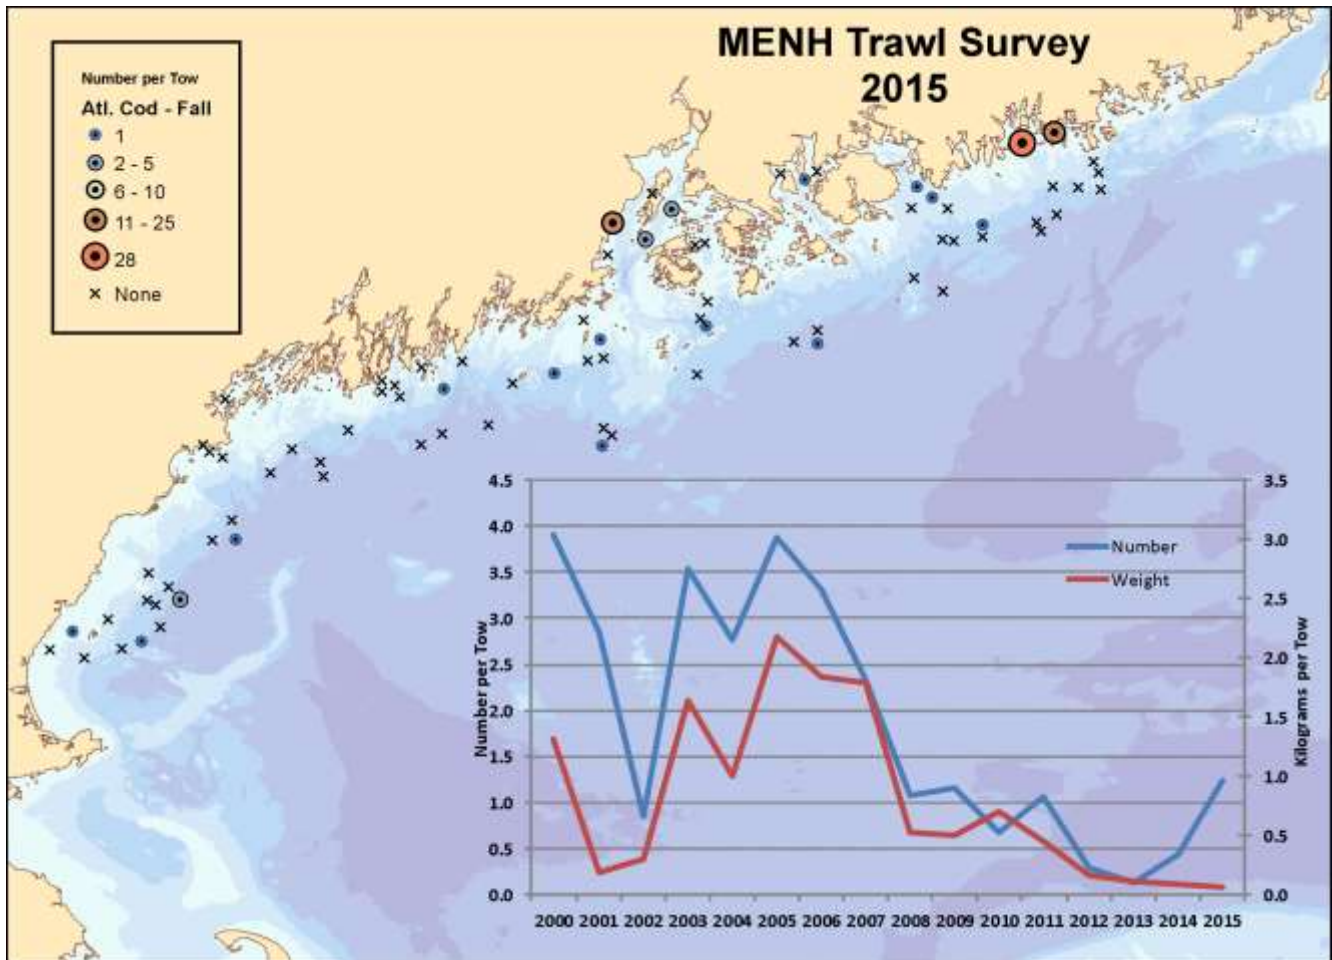 MENH Trawl Survey
2015
Number per Tow
Atl. Cod - Fall
1
2 - 5
6 - 10
11 - 25
28
None
4.5
4.0
3.5
3.0
2.5
2.0
1.5
1.0
0.5
0.0
Number per Tow
Number
Weight
3.5
3.0
2.5
2.0
1.5
1.0
0.5
0.0
Kilograms per Tow
2000 2001 2002 2003 2004 2005 2006 2007 2008 2009 2010 2011 2012 2013 2014 2015